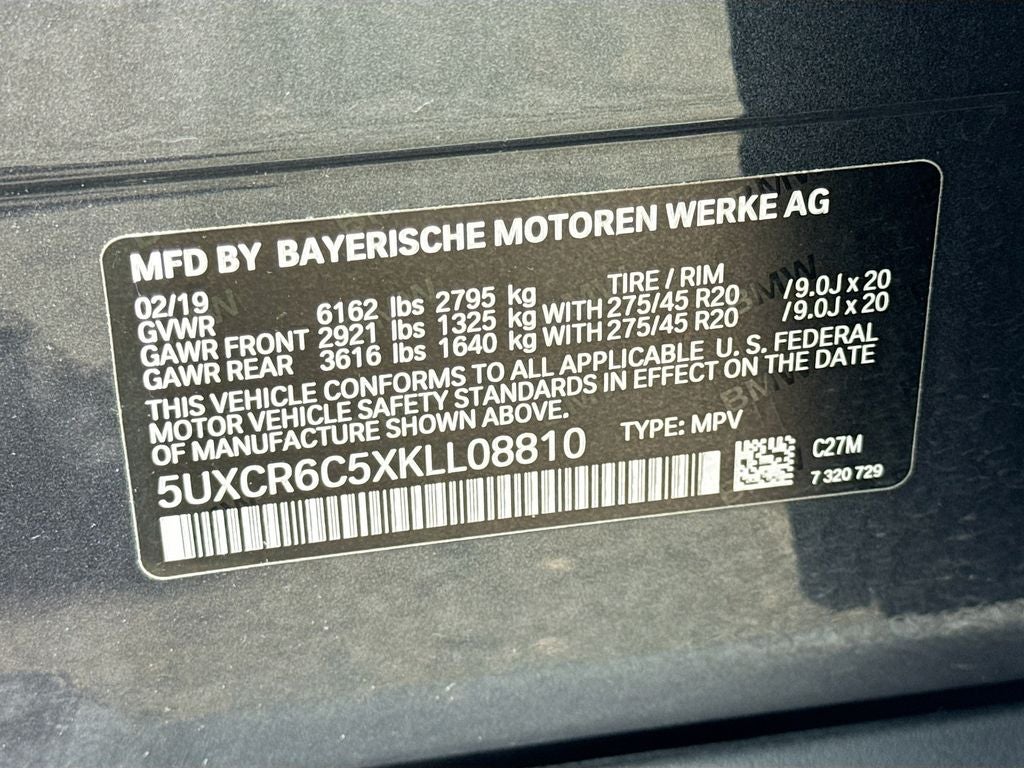 MFD BY BAYERISCHE MOTOREN WERKE AG
02/19 TIRE / RIM
GVWR 6162 lbs 2795 kg
GAWR FRONT 2921 lbs 1325 kg WITH 275/45 R20 /9.0J x 20
GAWR REAR 3616 lbs 1640 kg WITH 275/45 R20 /9.0J x 20
THIS VEHICLE CONFORMS TO ALL APPLICABLE U. S. FEDERAL
MOTOR VEHICLE SAFETY STANDARDS IN EFFECT ON THE DATE
OF MANUFACTURE SHOWN ABOVE.
5UXCR6C5XKLL08810 TYPE: MPV
C27M
7 320 729